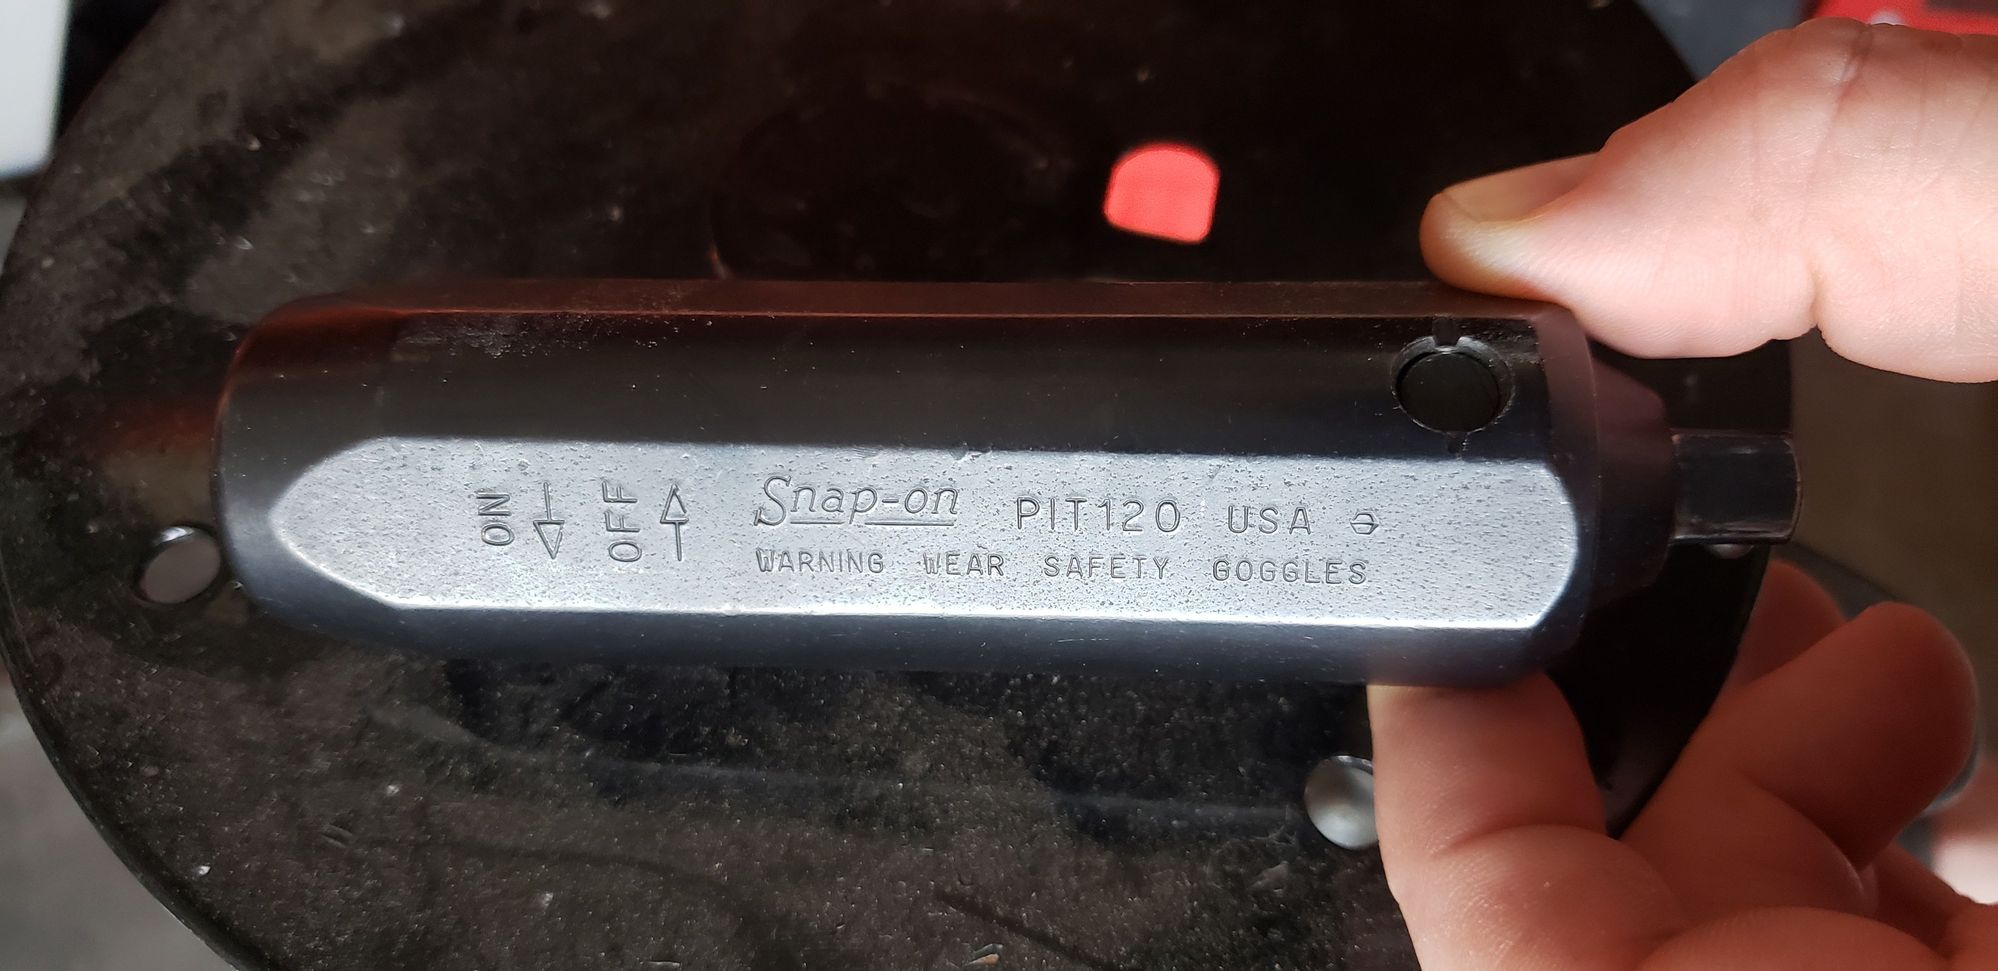 ON
OFF
Snap-on PIT120 USA
WARNING WEAR SAFETY GOGGLES